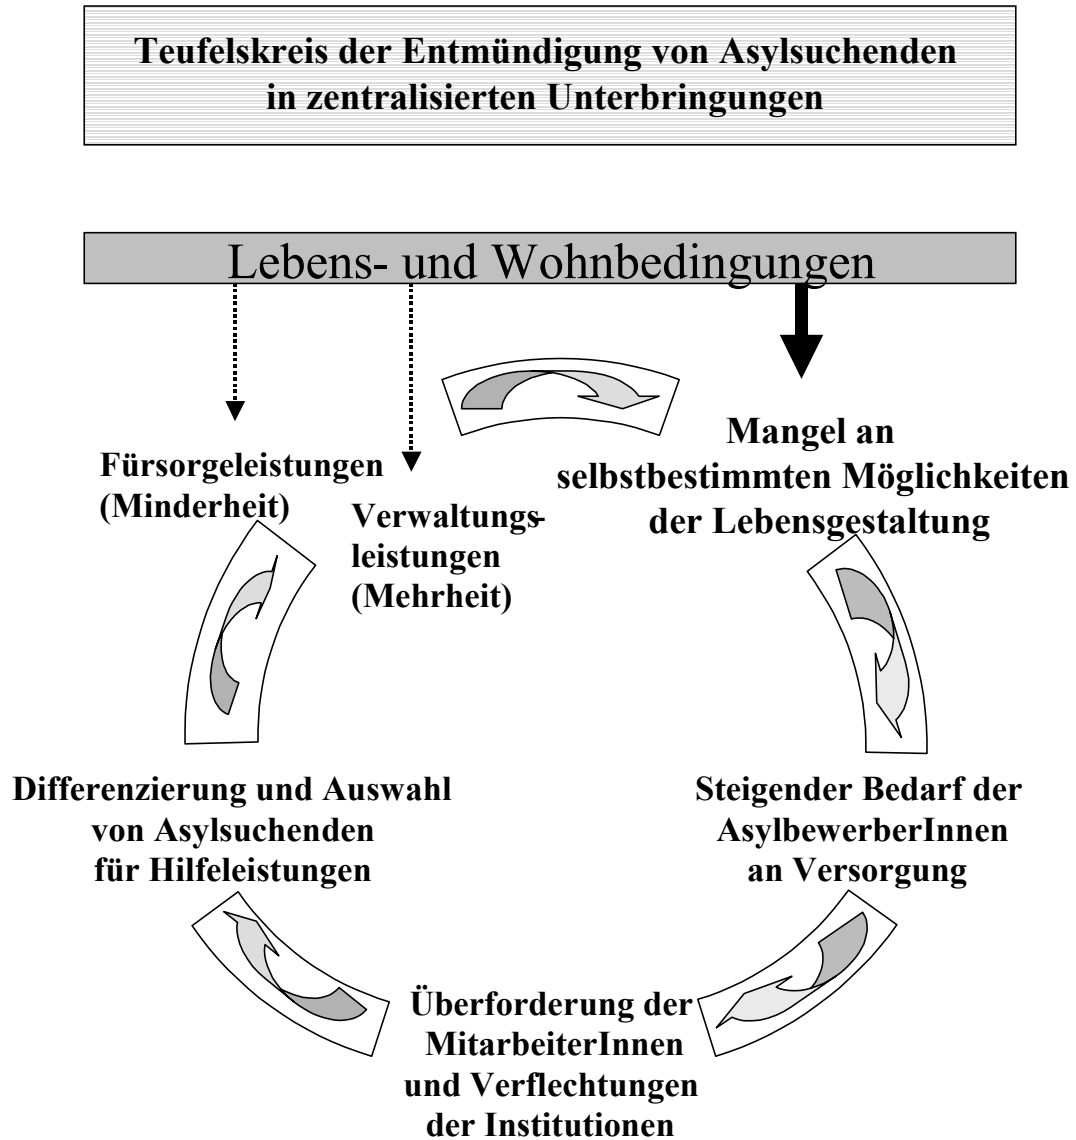 Teufelskreis der Entmündigung von Asylsuchenden
in zentralisierten Unterbringungen
Lebens- und Wohnbedingungen
Fürsorgeleistungen
(Minderheit)
Verwaltungs-
leistungen
(Mehrheit)
Mangel an
selbstbestimmten Möglichkeiten
der Lebensgestaltung
Differenzierung und Auswahl
von Asylsuchenden
für Hilfeleistungen
Steigender Bedarf der
AsylbewerberInnen
an Versorgung
Überforderung der
MitarbeiterInnen
und Verflechtungen
der Institutionen